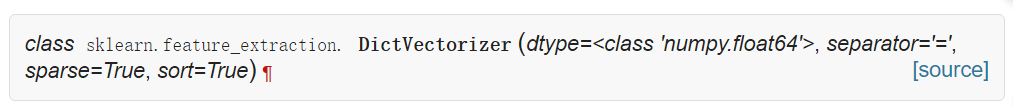 class sklearn.feature_extraction. DictVectorizer (dtype=<class 'numpy.float64'>, separator='=',
sparse=True, sort=True) ¶ [source]